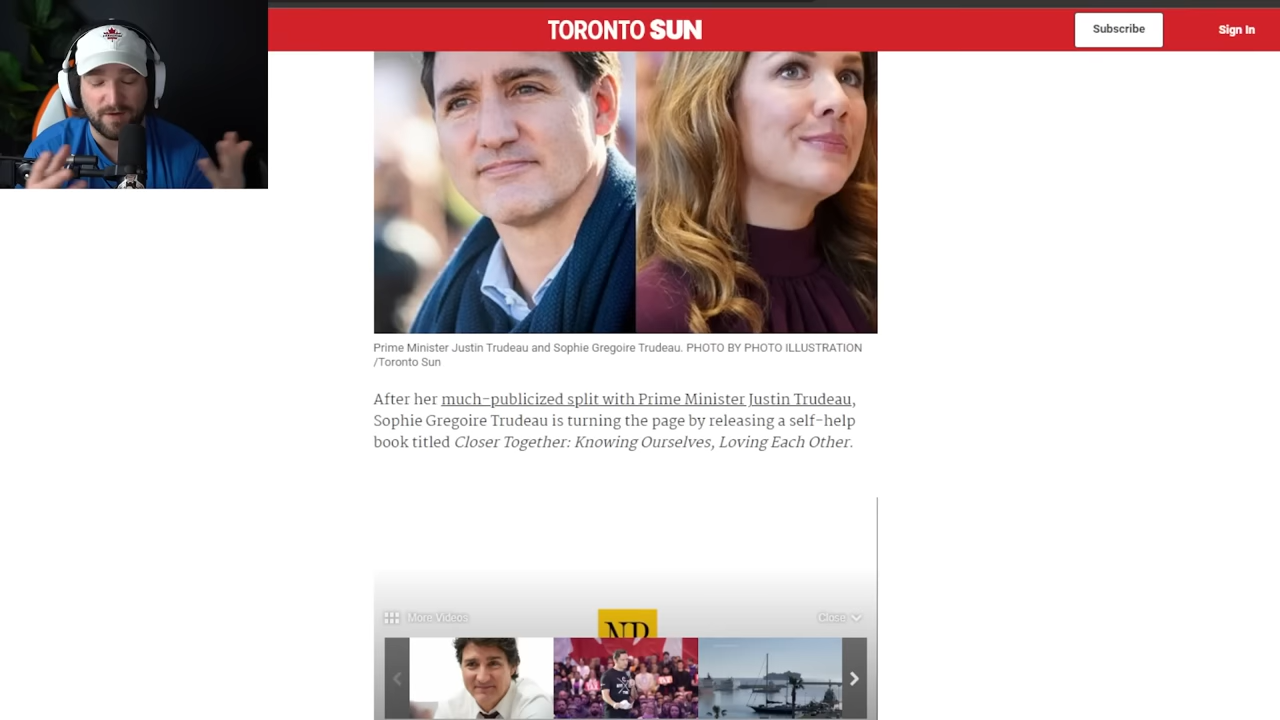 TORONTO SUN
Subscribe
Sign In
Prime Minister Justin Trudeau and Sophie Gregoire Trudeau. PHOTO BY PHOTO ILLUSTRATION
/Toronto Sun
After her much-publicized split with Prime Minister Justin Trudeau,
Sophie Gregoire Trudeau is turning the page by releasing a self-help
book titled Closer Together: Knowing Ourselves, Loving Each Other.
More Videos
NP
Close